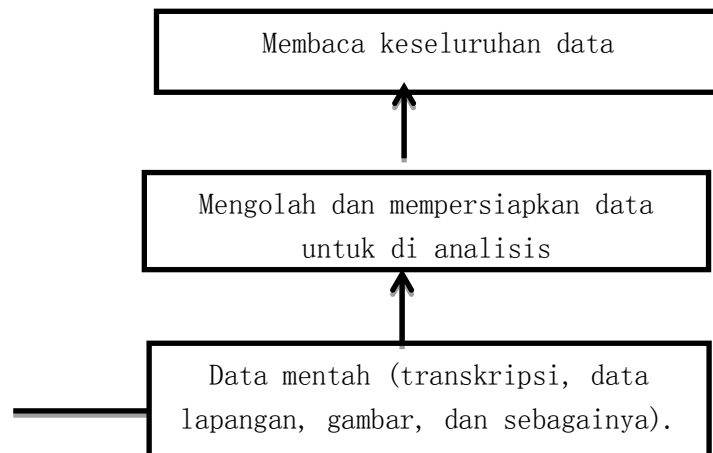 Membaca keseluruhan data
Mengolah dan mempersiapkan data
untuk di analisis
Data mentah (transkripsi, data
lapangan, gambar, dan sebagainya).